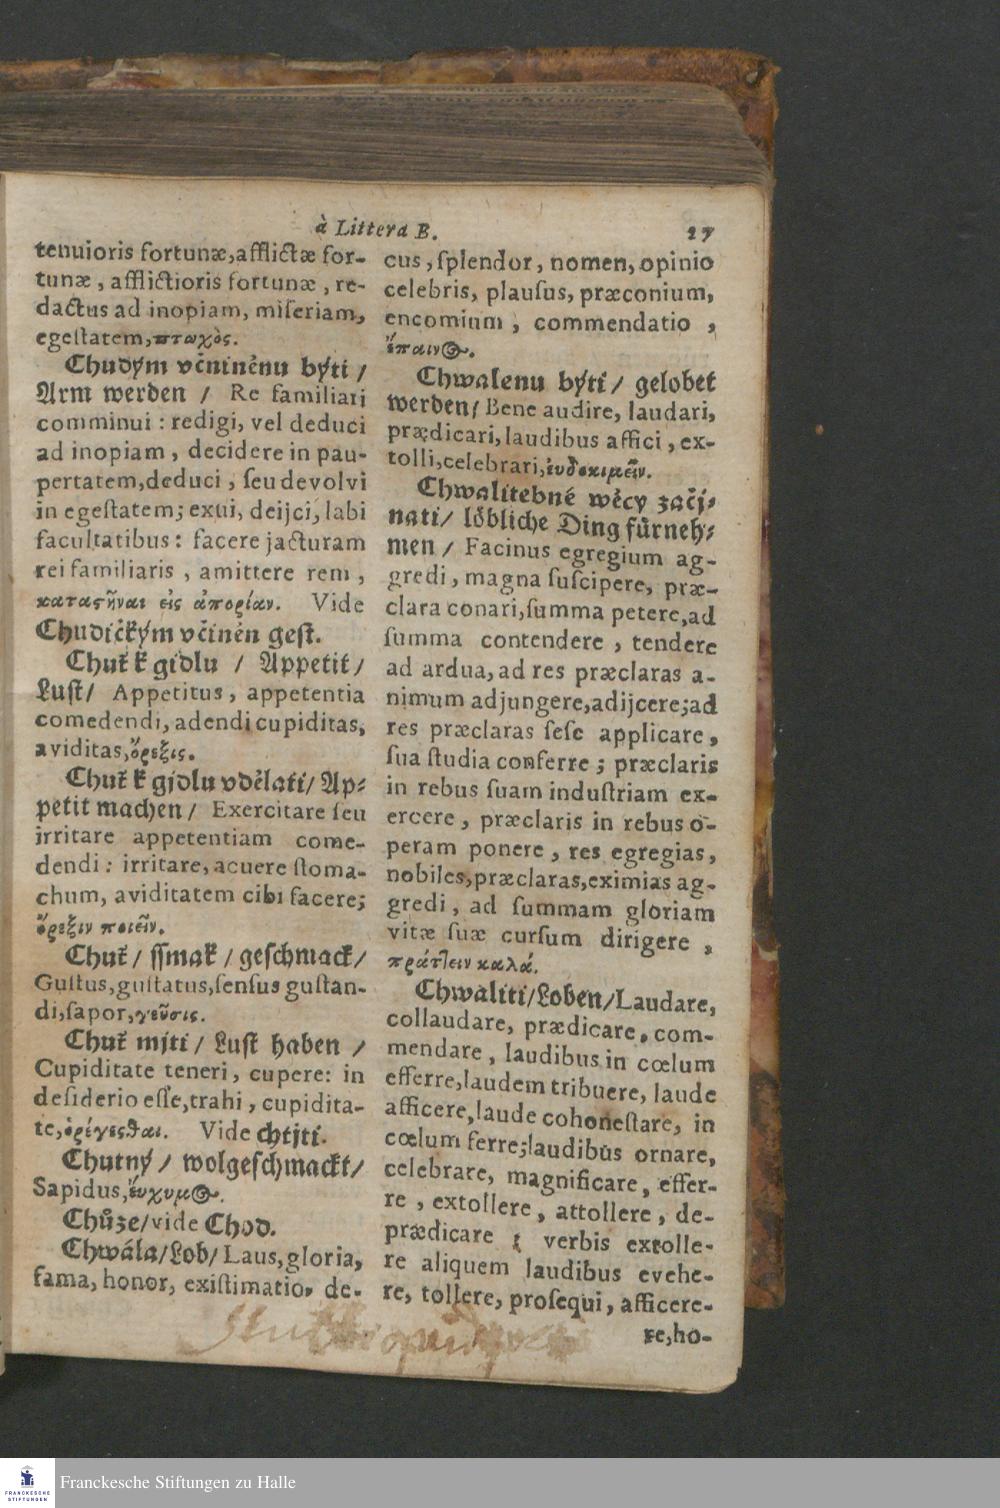 à Littera B. 27
tenuioris fortunæ, afflictæ for-
tunæ, afflictioris fortunæ, re-
dactus ad inopiam, miseriam,
egestatem, πτωχὸς.
Chudým včiněnu býti /
Arm werden / Re familiari
comminui: redigi, vel deduci
ad inopiam, decidere in pau-
pertatem, deduci, seu devolvi
in egestatem; exui, deijci, labi
facultatibus: facere jacturam
rei familiaris, amittere rem,
καταςῆναι εἰς ἀπορίαν. Vide
Chudičkým včiněn gest.
Chuť k gidlu / Appetit /
Lust / Appetitus, appetentia
comedendi, adendi cupiditas,
aviditas, ὄρεξις.
Chuť k gjdlu vdělati / Ap-
petit machen / Exercitare seu
irritare appetentiam come-
dendi: irritare, acuere stoma-
chum, aviditatem cibi facere;
ὄρεξιν ποιεῖν.
Chuť / ssmak / geschmack /
Gustus, gustatus, sensus gustan-
di, sapor, γεῦσις.
Chuť mjti / Lust haben /
Cupiditate teneri, cupere: in
desiderio esse, trahi, cupidita-
te, ὀρέγεσθαι. Vide chtjti.
Chutný / wolgeschmackt /
Sapidus, ἔυχυμος.
Chůze / vide Chod.
Chwála / Lob / Laus, gloria,
fama, honor, existimatio, de-
cus, splendor, nomen, opinio
celebris, plausus, præconium,
encomium, commendatio,
ἔπαινος.
Chwalenu býti / gelobet
werden / Bene audire, laudari,
prædicari, laudibus affici, ex-
tolli, celebrari, ἐυδοκιμεῖν.
Chwalitebné wěcy začj-
nati / löbliche Ding fürneh-
men / Facinus egregium ag-
gredi, magna suscipere, præ-
clara conari, summa petere, ad
summa contendere, tendere
ad ardua, ad res præclaras a-
nimum adjungere, adijcere; ad
res præclaras sese applicare,
sua studia conferre; præclaris
in rebus suam industriam ex-
ercere, præclaris in rebus o-
peram ponere, res egregias,
nobiles, præclaras, eximias ag-
gredi, ad summam gloriam
vitæ suæ cursum dirigere,
πράττειν καλά.
Chwáliti / Loben / Laudare,
collaudare, prædicare, com-
mendare, laudibus in cœlum
efferre, laudem tribuere, laude
afficere, laude cohonestare, in
cœlum ferre; laudibus ornare,
celebrare, magnificare, effer-
re, extollere, attollere, de-
prædicare; verbis extolle-
re aliquem laudibus evehe-
re, tollere, prosequi, afficere-
re, ho-
FRANCKESCHE
STIFTUNGEN
Franckesche Stiftungen zu Halle